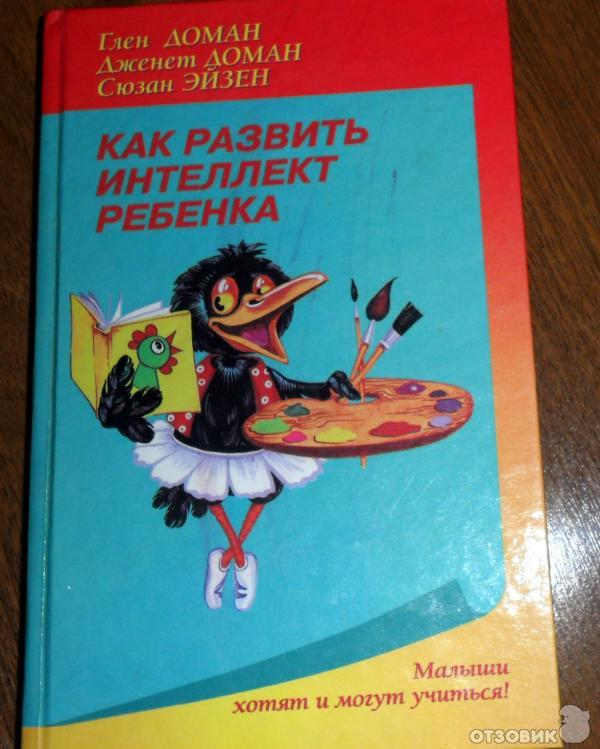 Глен ДОМАН
Дженет ДОМАН
Сюзан ЭЙЗЕН
КАК РАЗВИТЬ
ИНТЕЛЛЕКТ
РЕБЕНКА
Малыши
хотят и могут учиться!
ОТЗОВИК